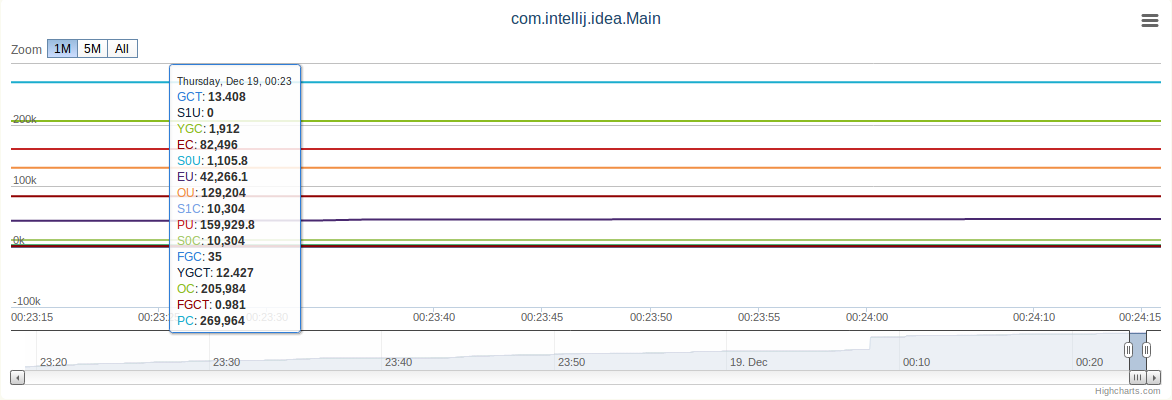 com.intellij.idea.Main
Zoom 1M 5M All
Thursday, Dec 19, 00:23
GCT: 13.408
S1U: 0
YGC: 1,912
EC: 82,496
S0U: 1,105.8
EU: 42,266.1
OU: 129,204
S1C: 10,304
PU: 159,929.8
S0C: 10,304
FGC: 35
YGCT: 12.427
OC: 205,984
FGCT: 0.981
PC: 269,964
200k
100k
0k
-100k
00:23:15 00:23:2 00:23:30 00:23:40 00:23:45 00:23:50 00:23:55 00:24:00 00:24:10 00:24:15
23:20 23:30 23:40 23:50 19. Dec 00:10 00:20
Highcharts.com